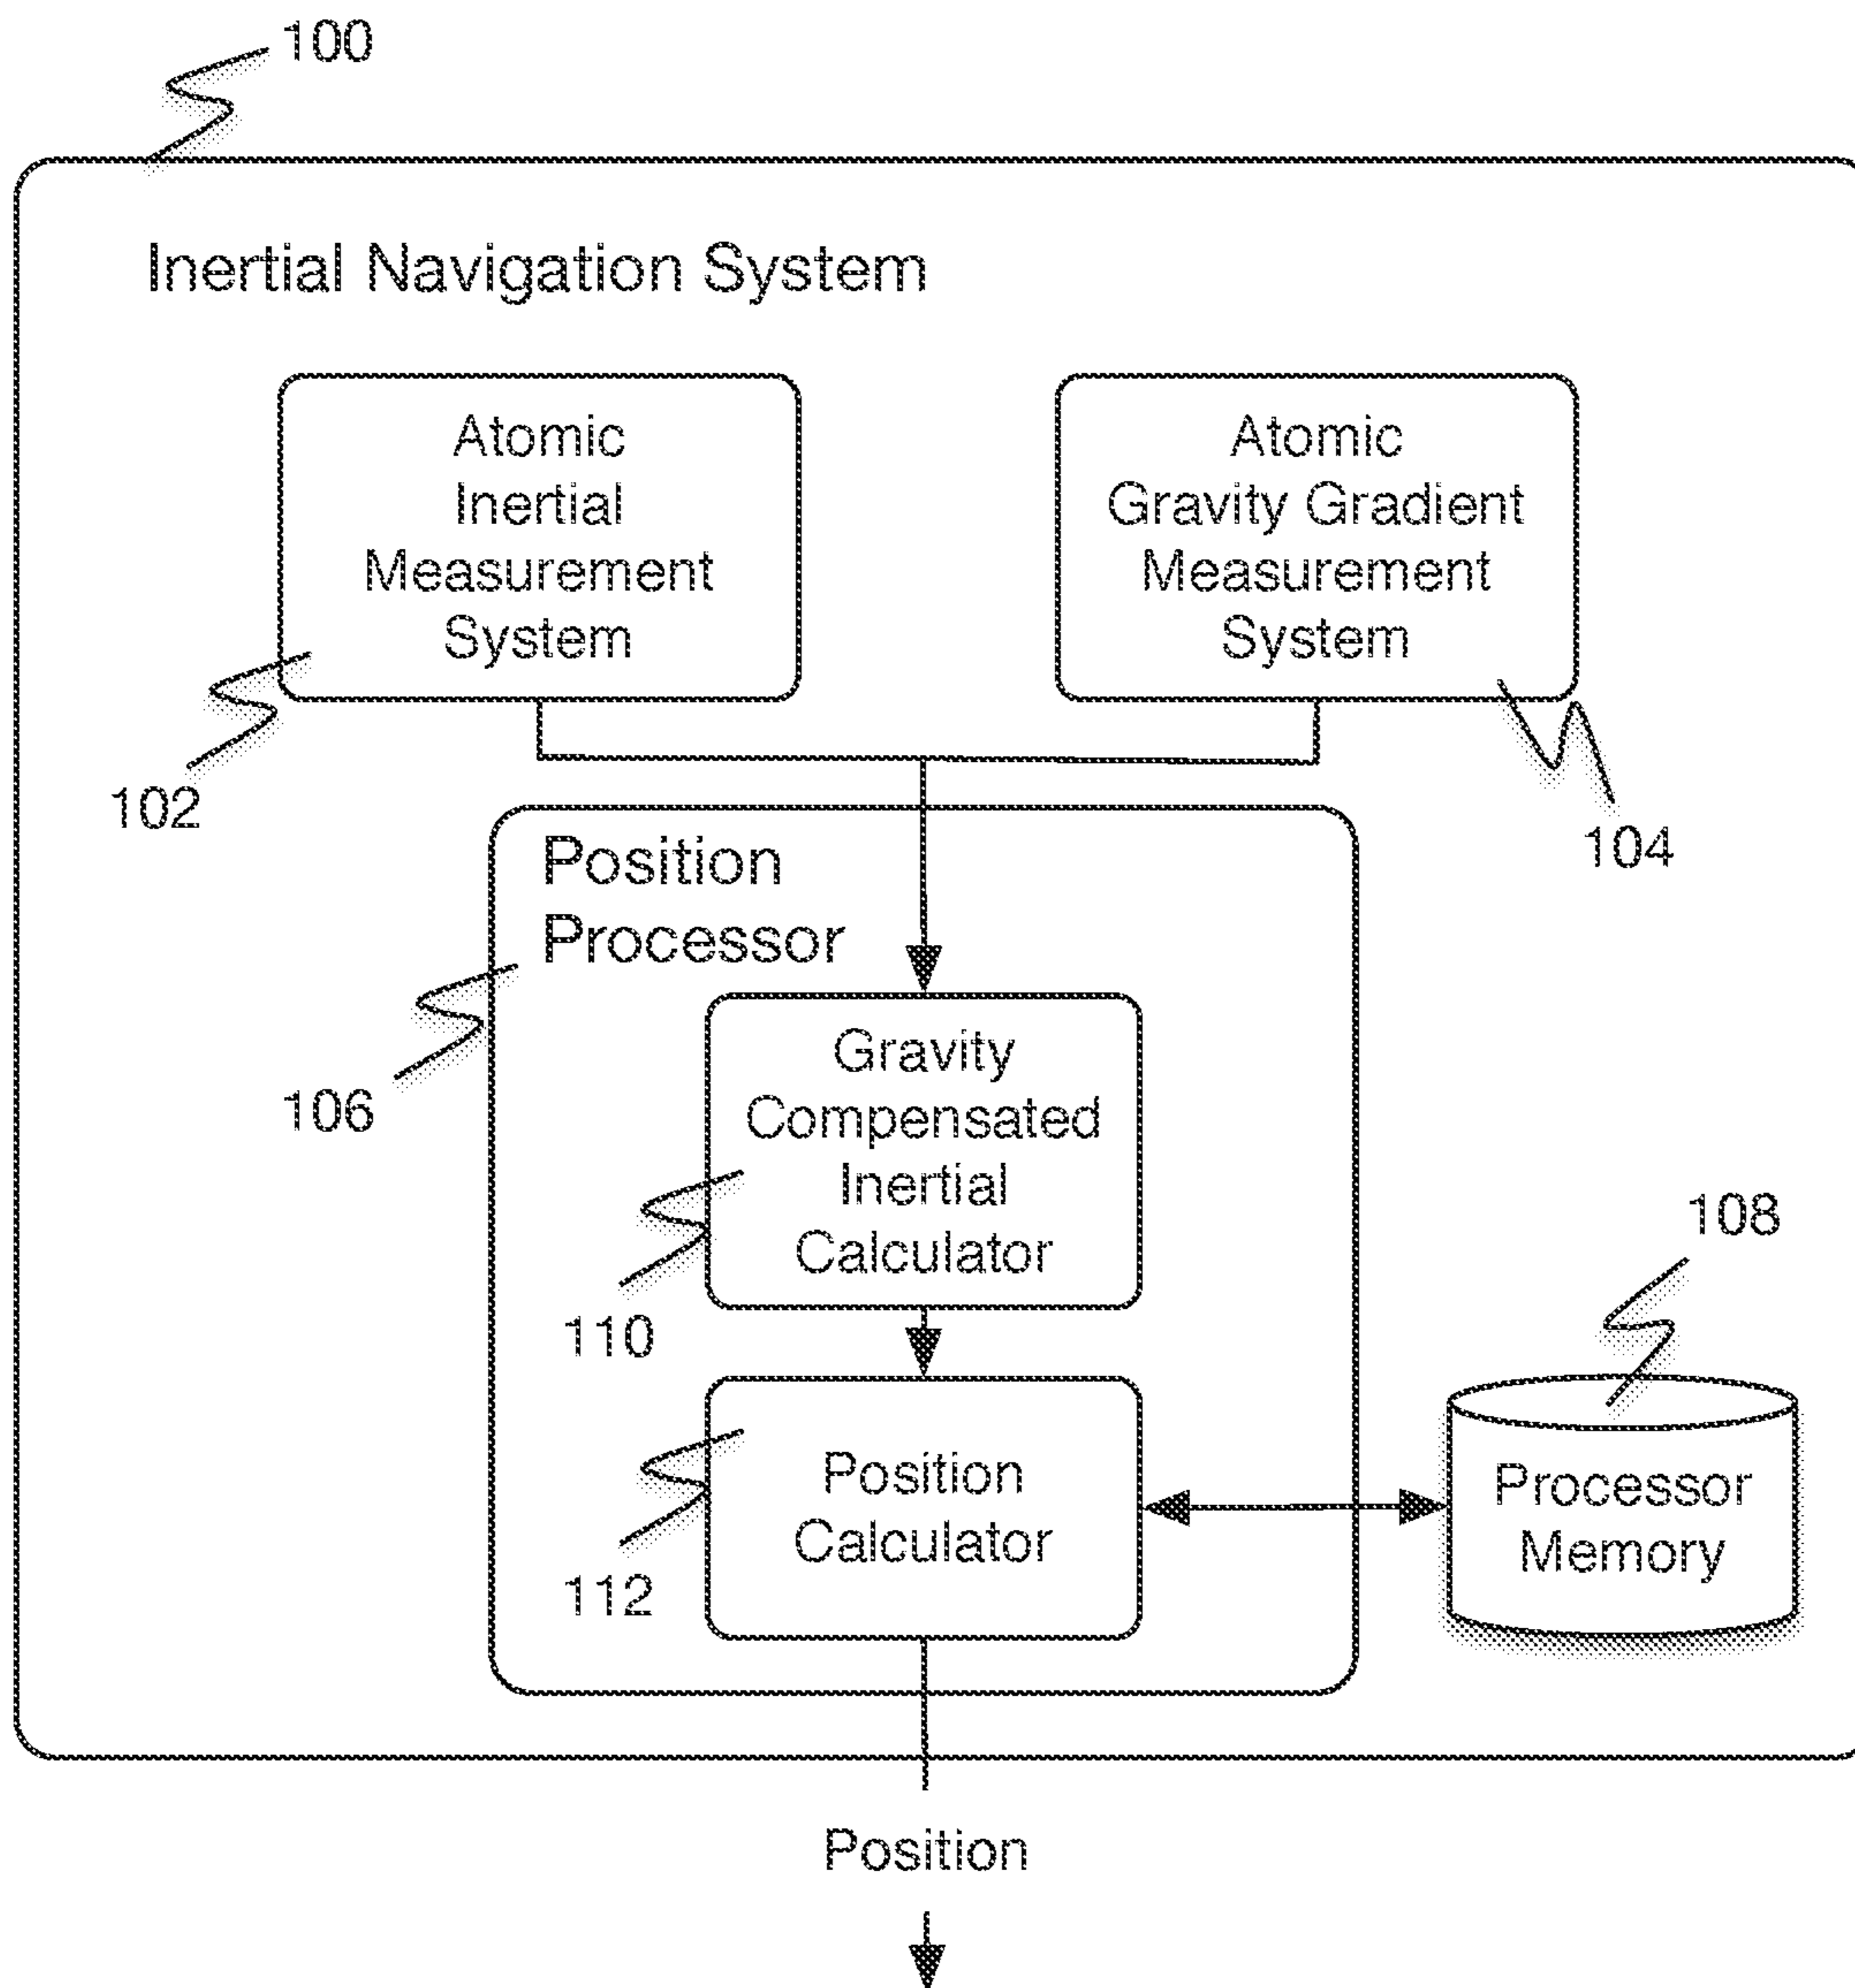 100
Inertial Navigation System
Atomic
Inertial
Measurement
System
Atomic
Gravity Gradient
Measurement
System
102
104
Position
Processor
106
Gravity
Compensated
Inertial
Calculator
110
108
Position
Calculator
112
Processor
Memory
Position